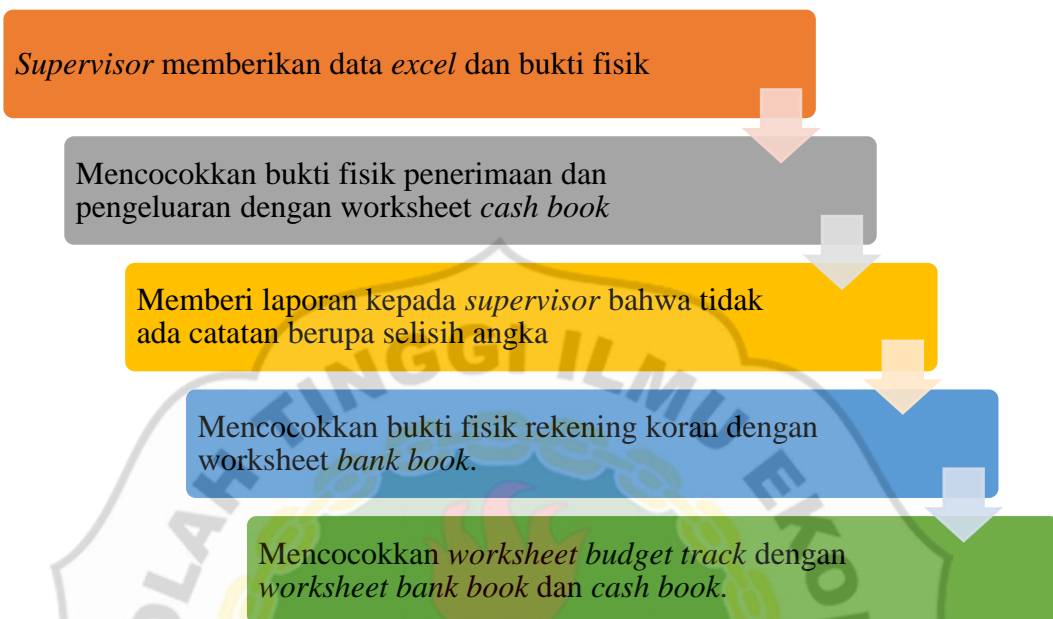 Supervisor memberikan data excel dan bukti fisik
Mencocokkan bukti fisik penerimaan dan
pengeluaran dengan worksheet cash book
Memberi laporan kepada supervisor bahwa tidak
ada catatan berupa selisih angka
Mencocokkan bukti fisik rekening koran dengan
worksheet bank book.
Mencocokkan worksheet budget track dengan
worksheet bank book dan cash book.
TINGGI ILMU